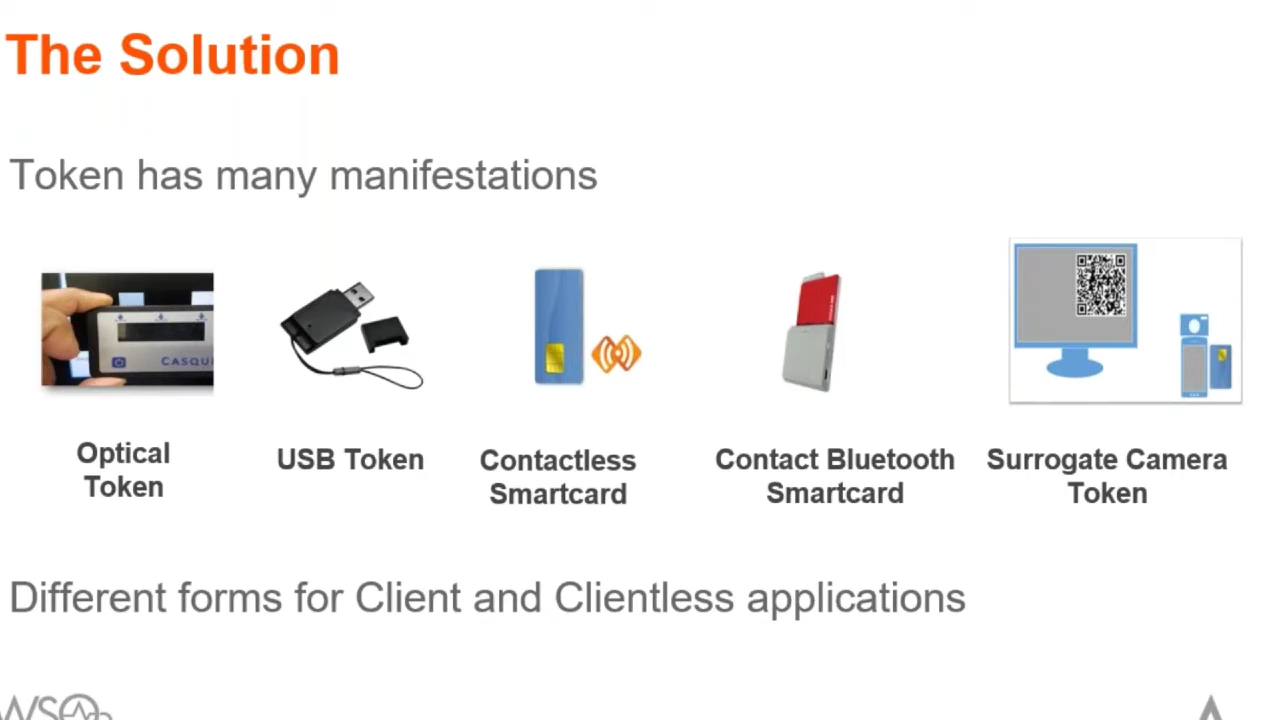 The Solution
Token has many manifestations
Optical
Token
USB Token
Contactless
Smartcard
Contact Bluetooth
Smartcard
Surrogate Camera
Token
Different forms for Client and Clientless applications